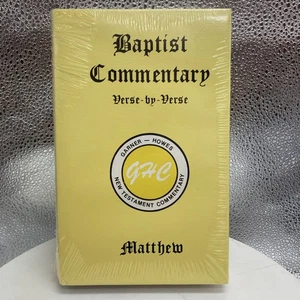 Baptist
Commentary
Verse-by-Verse
GARNER — HOWES
GHC
NEW TESTAMENT COMMENTARY
Matthew